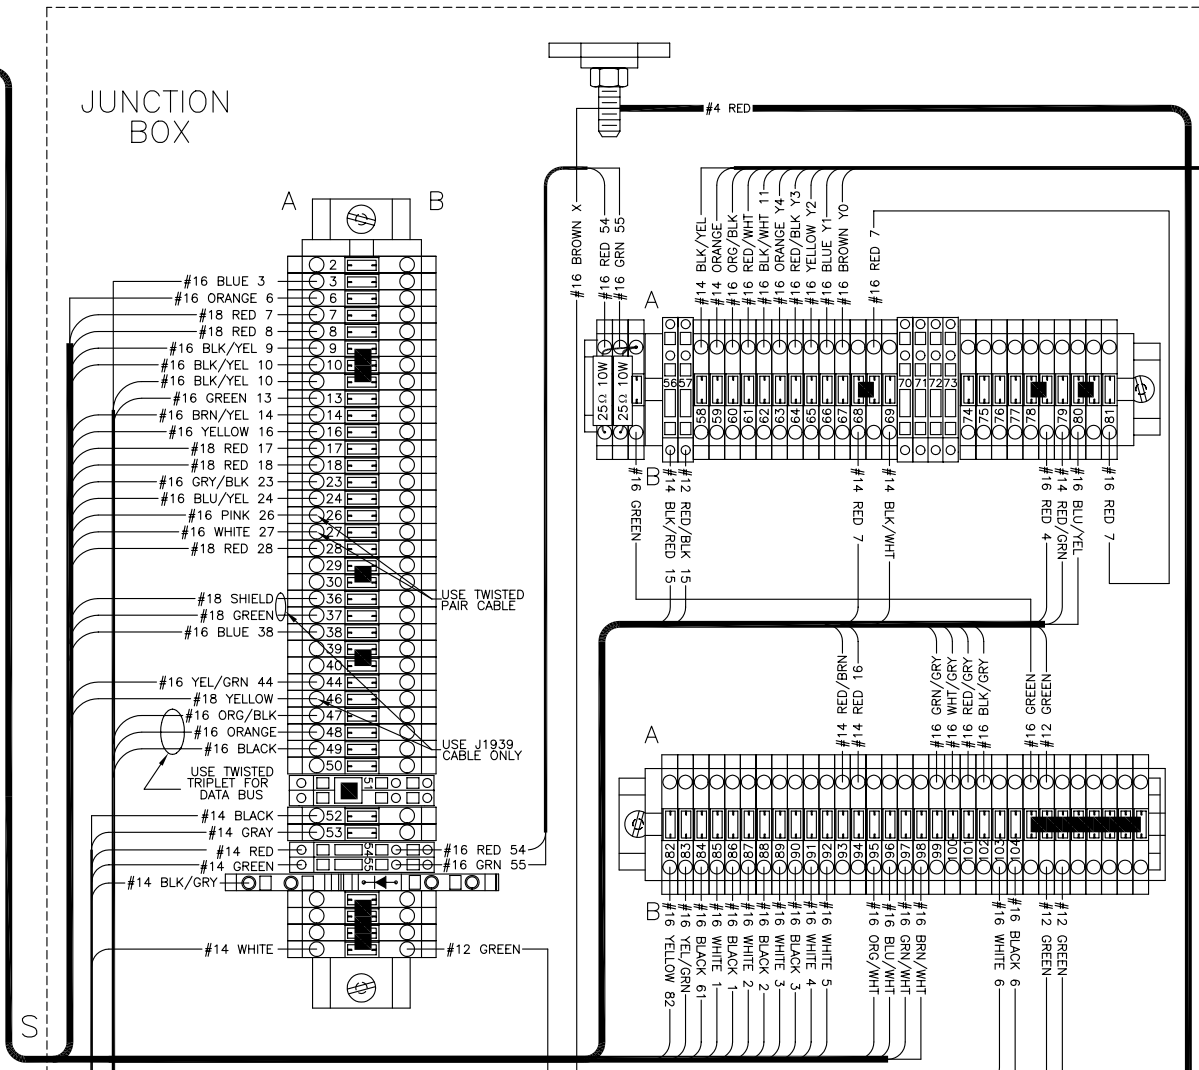 JUNCTION
BOX
#4 RED
A
B
2
#16 BLUE 3
3
#16 ORANGE 6
6
#18 RED 7
7
#18 RED 8
8
#16 BLK/YEL 9
9
#16 BLK/YEL 10
10
#16 BLK/YEL 10
#16 GREEN 13
13
#16 BRN/YEL 14
14
#16 YELLOW 16
16
#18 RED 17
17
#18 RED 18
18
#16 GRY/BLK 23
23
#16 BLU/YEL 24
24
#16 PINK 26
26
#16 WHITE 27
27
#18 RED 28
28
29
30
#18 SHIELD
36
#18 GREEN
37
#16 BLUE 38
38
39
40
#16 YEL/GRN 44
44
#18 YELLOW
46
#16 ORG/BLK
47
#16 ORANGE
48
#16 BLACK
49
50
USE TWISTED
PAIR CABLE
USE J1939
CABLE ONLY
USE TWISTED
TRIPLET FOR
DATA BUS
51
#14 BLACK
52
#14 GRAY
53
#14 RED
54
#16 RED 54
#14 GREEN
55
#16 GRN 55
#14 BLK/GRY
#14 WHITE
#12 GREEN
S
#16 BROWN X
#16 RED 54
#16 GRN 55
#14 BLK/YEL
#14 ORANGE
#16 ORG/BLK
#16 RED/WHT
#16 BLK/WHT 11
#16 ORANGE Y4
#16 RED/BLK Y3
#16 YELLOW Y2
#16 BLUE Y1
#16 BROWN Y0
#16 RED 7
A
25Ω 10W
25Ω 10W
56
57
58
59
60
61
62
63
64
65
66
67
68
69
70
71
72
73
74
75
76
77
78
79
80
81
B
#16 GREEN
#14 BLK/RED 15
#12 RED/BLK 15
#14 RED 7
#14 BLK/WHT
#16 RED 4
#14 RED/GRN
#16 BLU/YEL
#16 RED 7
#14 RED/BRN
#14 RED 16
#16 GRN/GRY
#16 WHT/GRY
#16 RED/GRY
#16 BLK/GRY
#16 GREEN
#12 GREEN
A
82
83
84
85
86
87
88
89
90
91
92
93
94
95
96
97
98
99
100
101
102
103
104
B
#16 YELLOW 82
#16 YEL/GRN
#16 BLACK 61
#16 WHITE 1
#16 BLACK 1
#16 WHITE 2
#16 BLACK 2
#16 WHITE 3
#16 BLACK 3
#16 WHITE 4
#16 WHITE 5
#16 ORG/WHT
#16 BLU/WHT
#16 GRN/WHT
#16 BRN/WHT
#16 WHITE 6
#16 BLACK 6
#12 GREEN
#12 GREEN